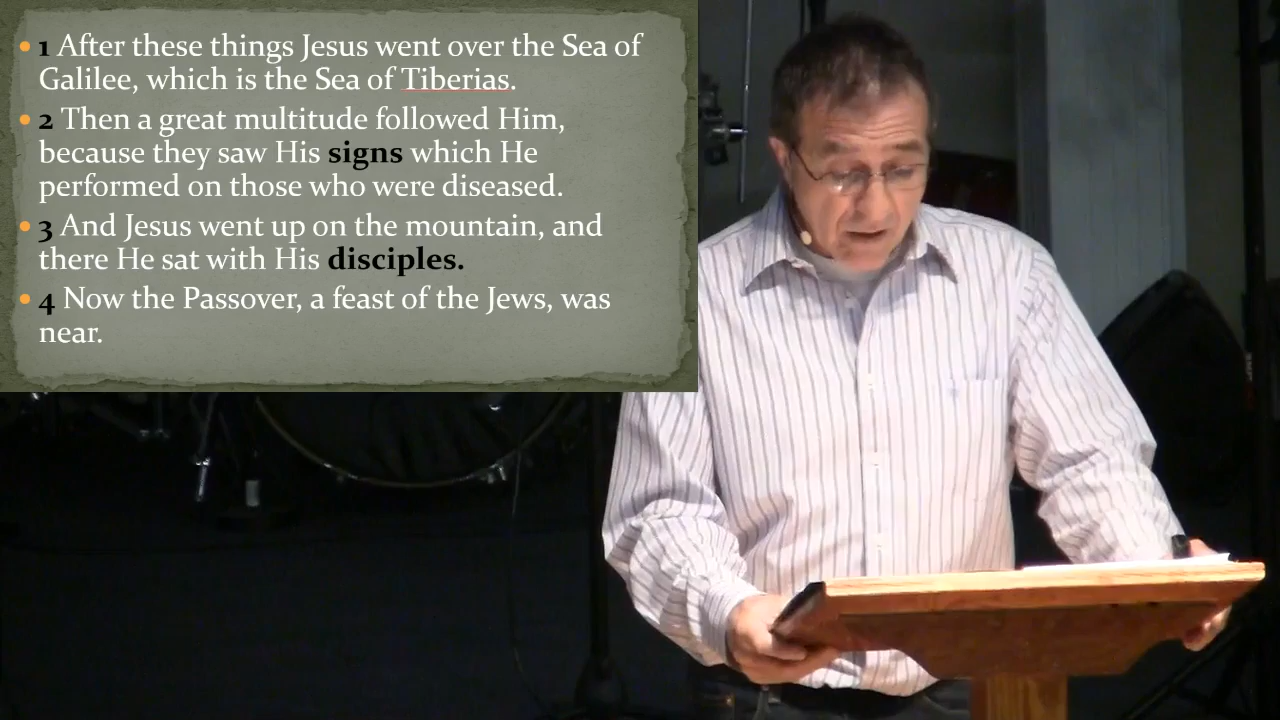 1 After these things Jesus went over the Sea of
Galilee, which is the Sea of Tiberias.
2 Then a great multitude followed Him,
because they saw His signs which He
performed on those who were diseased.
3 And Jesus went up on the mountain, and
there He sat with His disciples.
4 Now the Passover, a feast of the Jews, was
near.